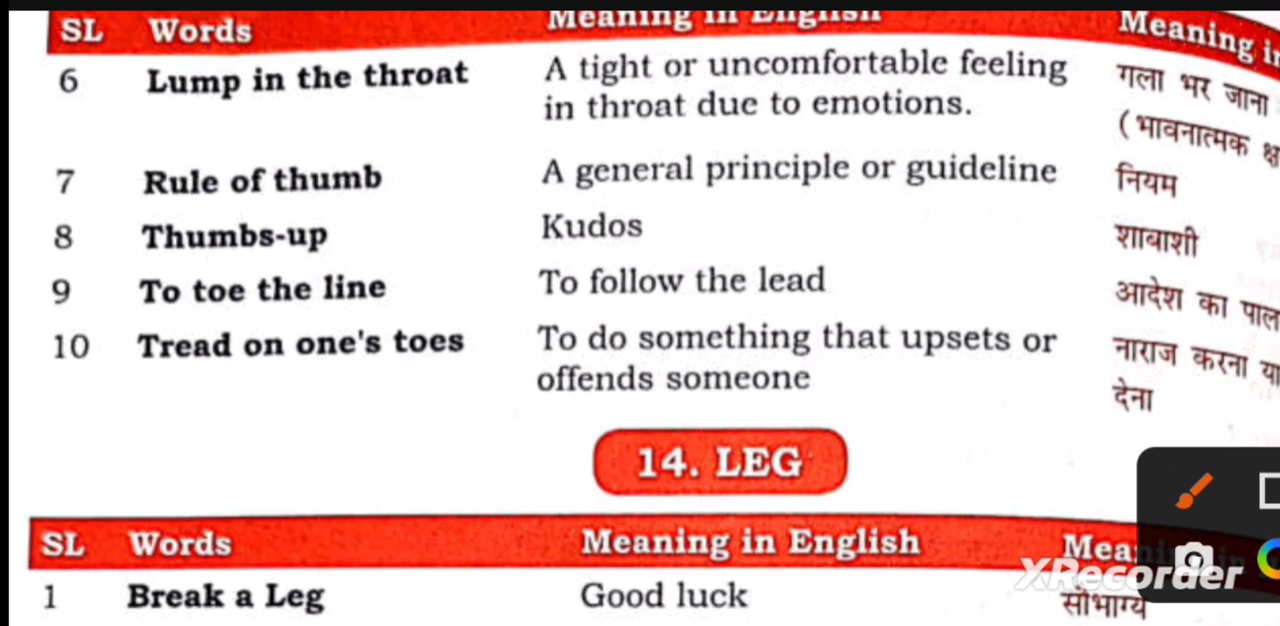 SL Words Meaning in English Meaning
6 Lump in the throat A tight or uncomfortable feeling गला भर जाना
in throat due to emotions. (भावनात्मक
7 Rule of thumb A general principle or guideline नियम
8 Thumbs-up Kudos शाबाशी
9 To toe the line To follow the lead आदेश का
10 Tread on one's toes To do something that upsets or नाराज करना या
offends someone देना
14. LEG
SL Words Meaning in English
XRecorder
1 Break a Leg Good luck सौभाग्य